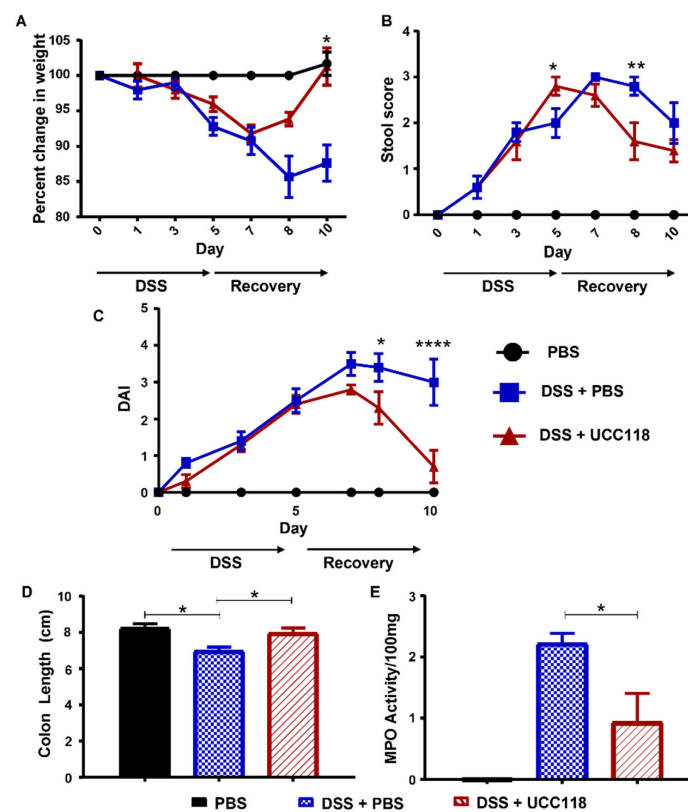 A
Percent change in weight
105
100
95
90
85
80
*
0 1 3 5 7 8 10
Day
DSS Recovery
B
Stool score
4
3
2
1
0
* **
0 1 3 5 7 8 10
Day
DSS Recovery
C
DAI
5
4
3
2
1
0
* ****
0 5 10
Day
DSS Recovery
PBS
DSS + PBS
DSS + UCC118
D
Colon Length (cm)
10
8
6
4
2
0
* *
E
MPO Activity/100mg
3
2
1
0
*
PBS DSS + PBS DSS + UCC118